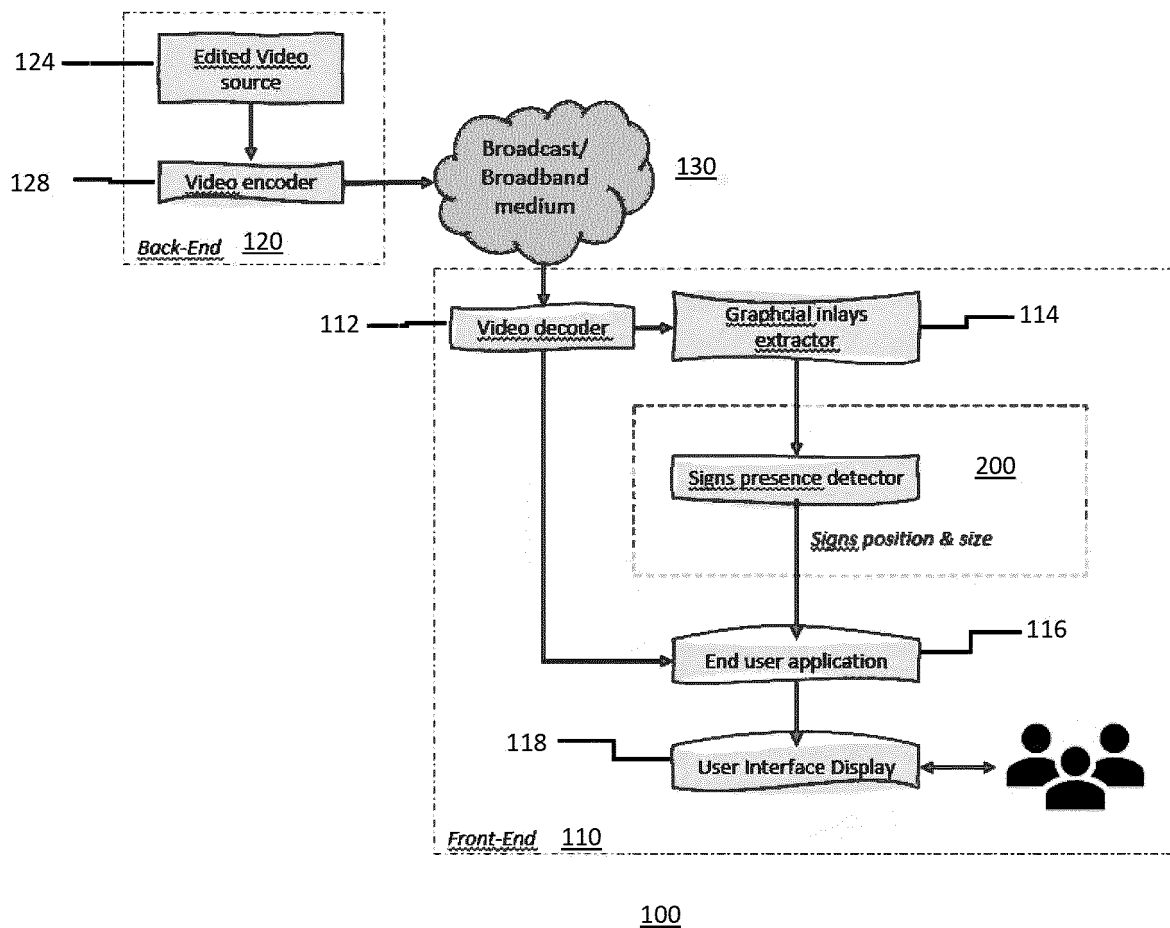 124
Edited Video
source
128
Video encoder
Back-End 120
Broadcast/
Broadband
medium
130
112
Video decoder
Graphcial inlays
extractor
114
Signs presence detector
200
Signs position & size
End user application
116
118
User Interface Display
Front-End 110
100